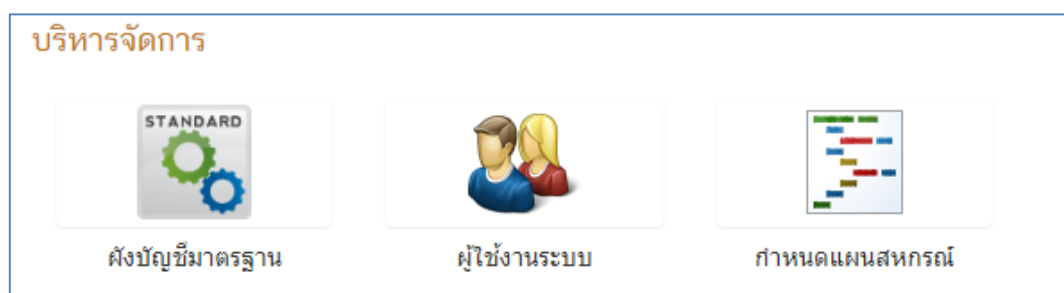 บริหารจัดการ
STANDARD
ผังบัญชีมาตรฐาน
ผู้ใช้งานระบบ
กำหนดแผนสหกรณ์